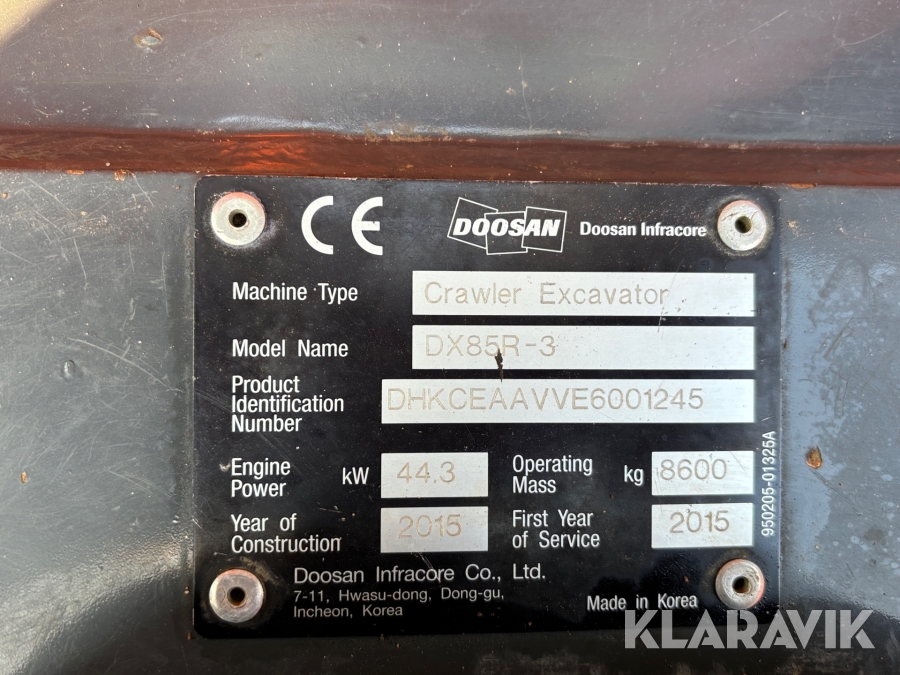 CE DOOSAN Doosan Infracore
Machine Type Crawler Excavator
Model Name DX85R-3
Product
Identification
Number DHKCEAAVVE6001245
Engine
Power kW 44.3 Operating
Mass kg 8600
Year of
Construction 2015 First Year
of Service 2015
Doosan Infracore Co., Ltd.
7-11, Hwasu-dong, Dong-gu,
Incheon, Korea
Made in Korea
950205-01325A
KLARAVIK